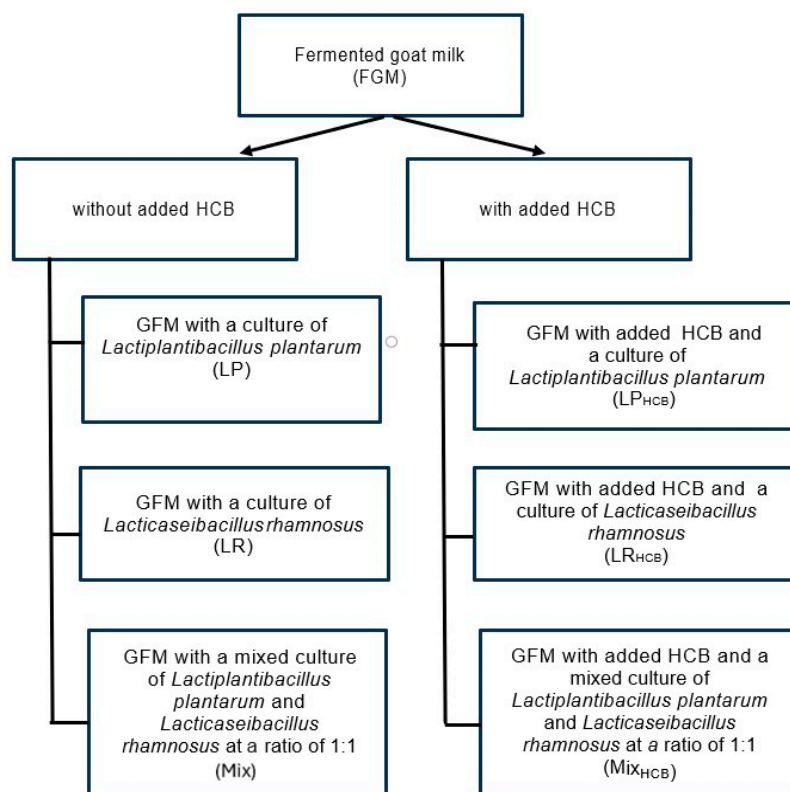 Fermented goat milk
(FGM)
without added HCB
with added HCB
GFM with a culture of
Lactiplantibacillus plantarum
(LP)
GFM with added HCB and
a culture of
Lactiplantibacillus plantarum
(LPHCB)
GFM with a culture of
Lacticaseibacillus rhamnosus
(LR)
GFM with added HCB and a
culture of Lacticaseibacillus
rhamnosus
(LRHCB)
GFM with a mixed culture
of Lactiplantibacillus
plantarum and
Lacticaseibacillus
rhamnosus at a ratio of 1:1
(Mix)
GFM with added HCB and a
mixed culture of
Lactiplantibacillus plantarum
and Lacticaseibacillus
rhamnosus at a ratio of 1:1
(MixHCB)